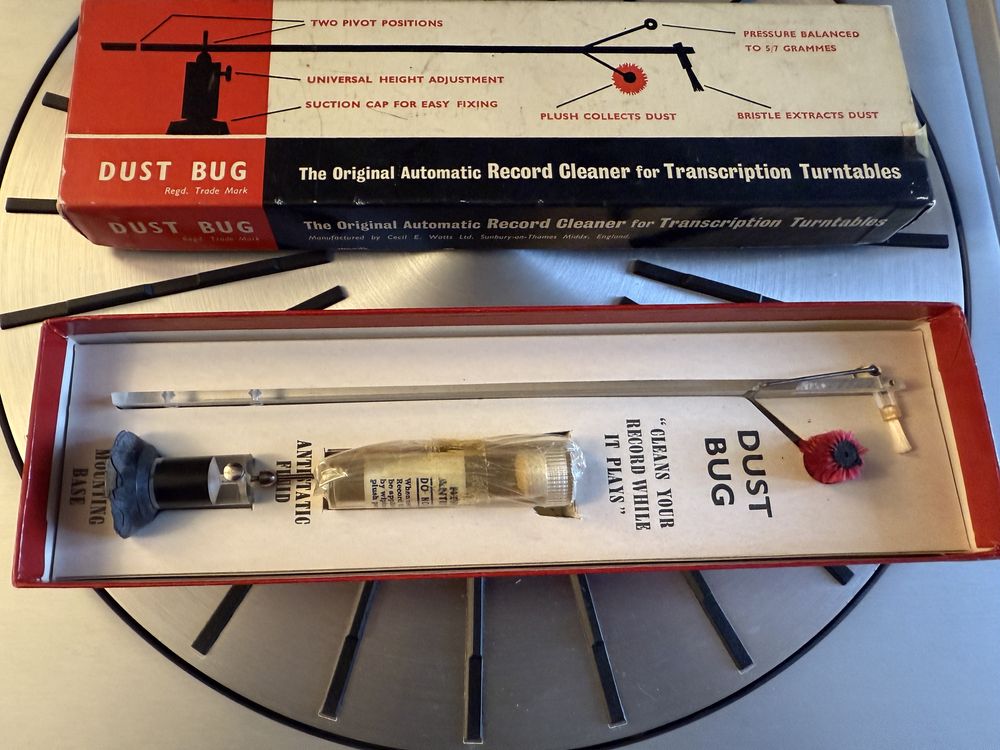 TWO PIVOT POSITIONS
PRESSURE BALANCED
TO 5/7 GRAMMES
UNIVERSAL HEIGHT ADJUSTMENT
SUCTION CAP FOR EASY FIXING
PLUSH COLLECTS DUST
BRISTLE EXTRACTS DUST
DUST BUG
Regd. Trade Mark
The Original Automatic Record Cleaner for Transcription Turntables
DUST BUG
Regd. Trade Mark
The Original Automatic Record Cleaner for Transcription Turntables
Manufactured by Cecil E. Watts Ltd. Sunbury-on-Thames Middx, England.
MOUNTING
BASE
ANTISTATIC
FLUID
DO
"CLEANS YOUR
RECORD WHILE
IT PLAYS"
DUST
BUG